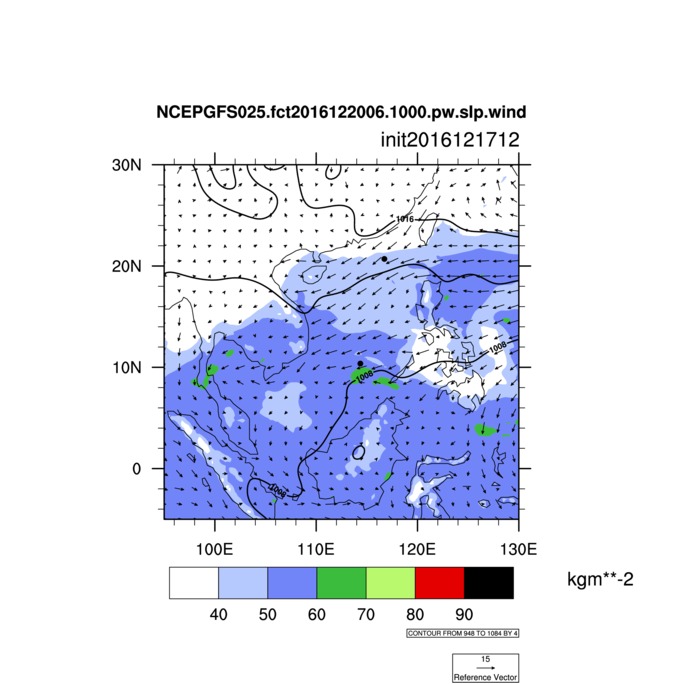 NCEPGFS025.fct2016122006.1000.pw.slp.wind
init2016121712
30N
1016
20N
1008
10N
1008
0
1008
100E 110E 120E 130E
kgm**-2
40 50 60 70 80 90
CONTOUR FROM 948 TO 1084 BY 4
15
Reference Vector